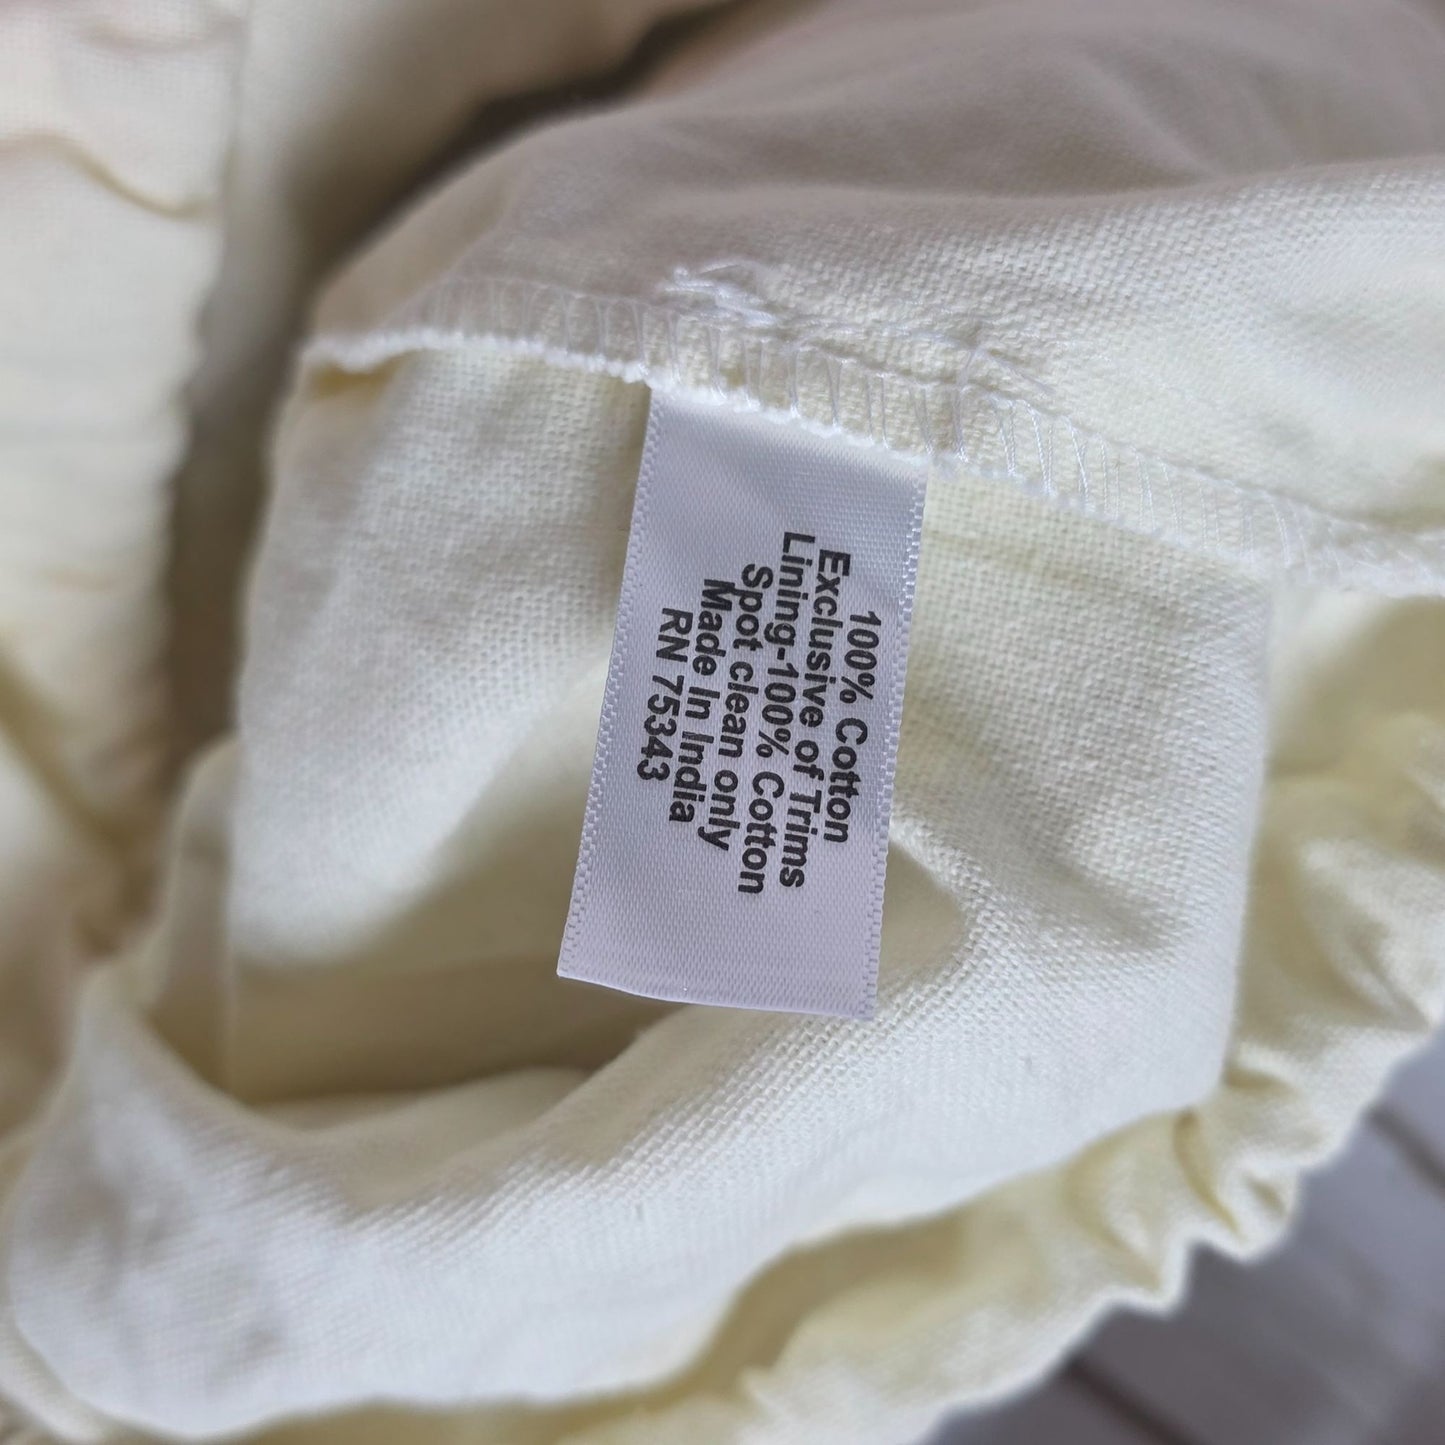 100% Cotton
Exclusive of Trims
Lining-100% Cotton
Spot clean only
Made In India
RN 75343